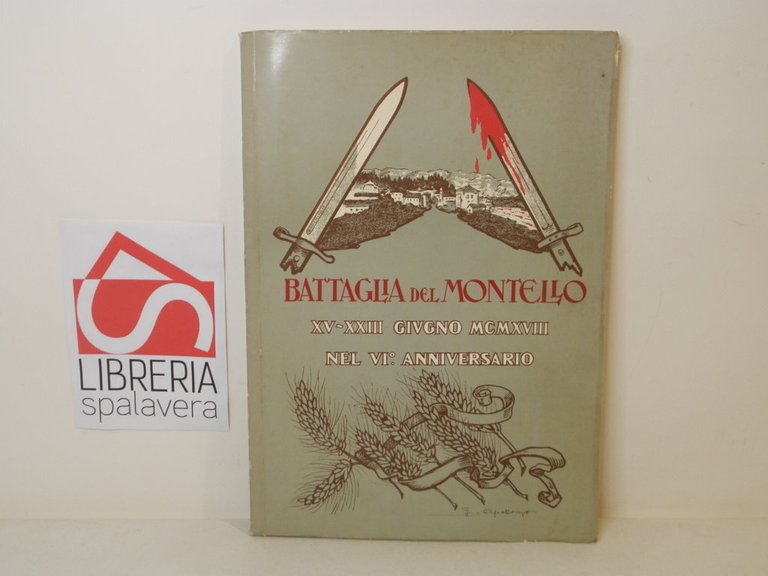 BATTAGLIA DEL MONTELLO
XV-XXIII GIVGNO MCMXVIII
NEL VI.° ANNIVERSARIO
LIBRERIA
spalavera